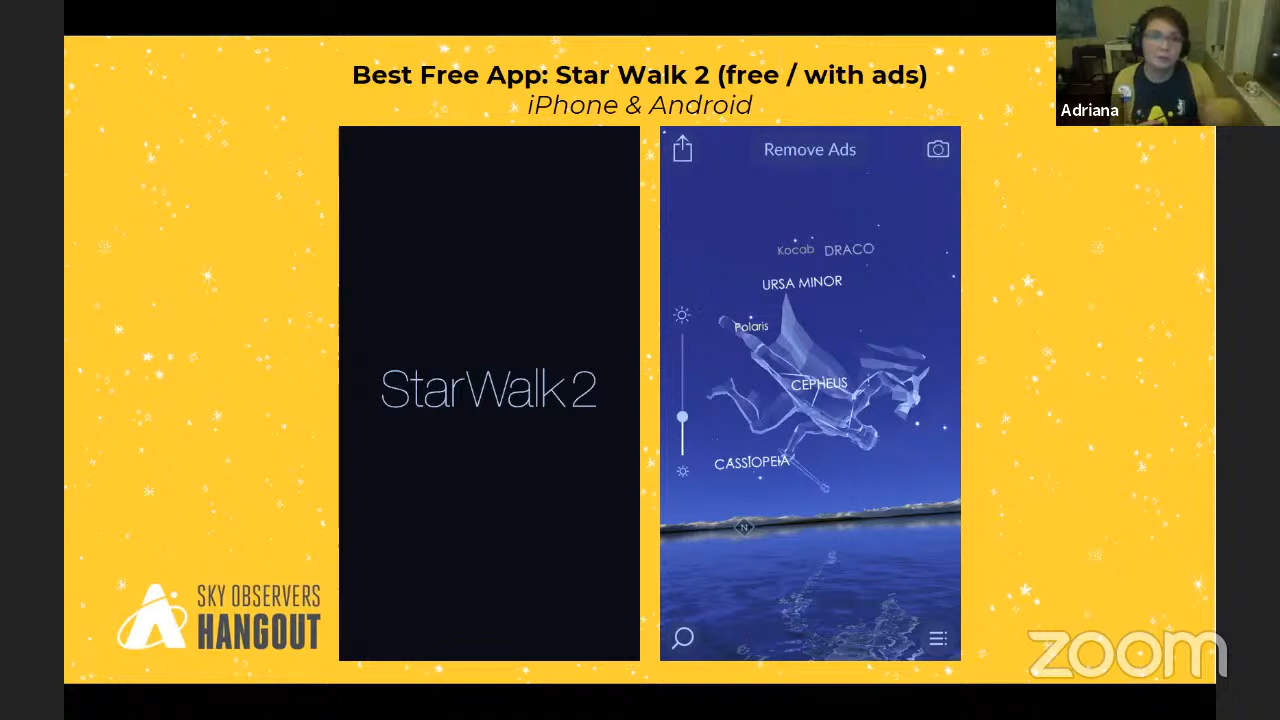 Best Free App: Star Walk 2 (free / with ads)
iPhone & Android
Adriana
StarWalk 2
Remove Ads
Kocab DRACO
URSA MINOR
Polaris
CEPHEUS
CASSIOPEIA
N
SKY OBSERVERS
HANGOUT
zoom